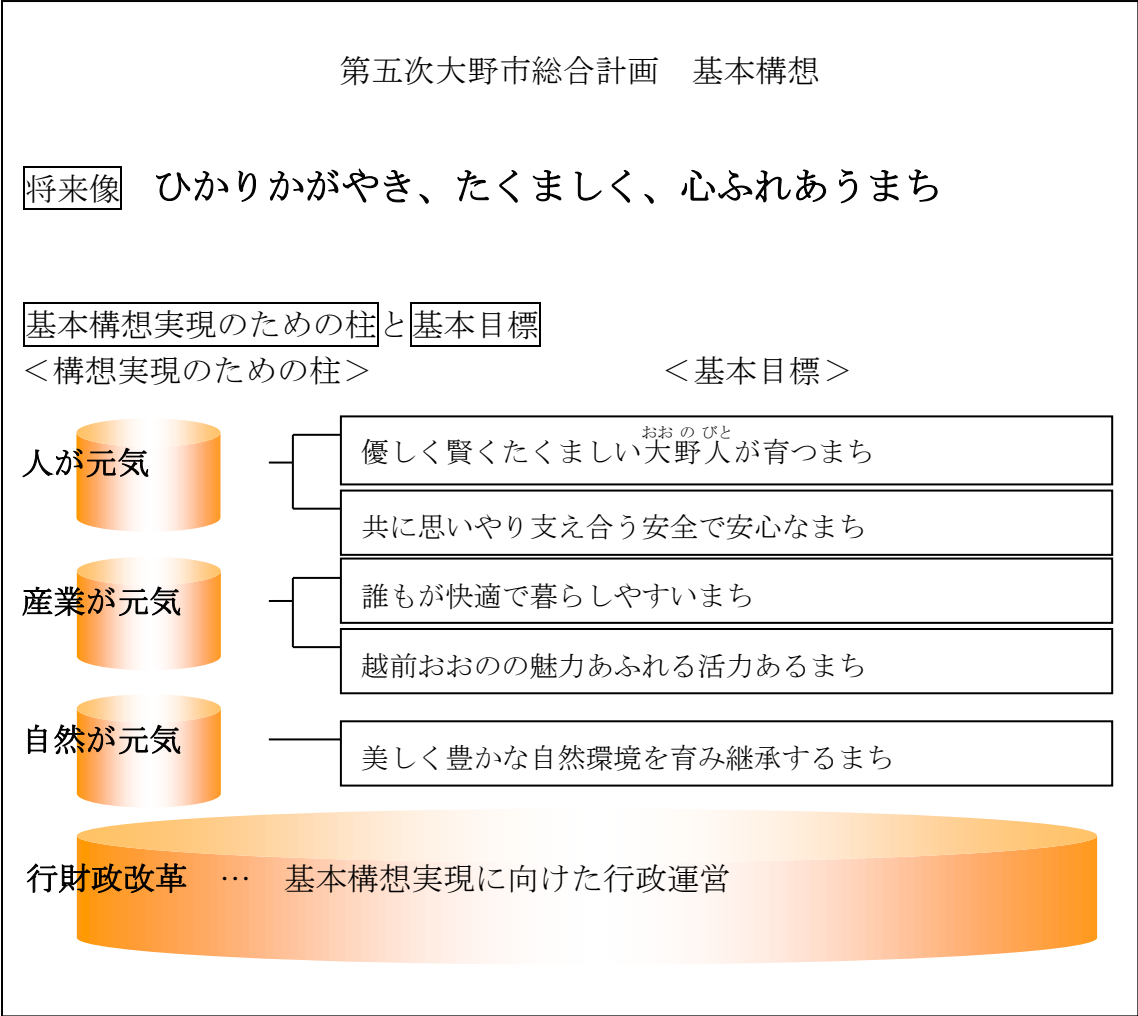 第五次大野市総合計画　基本構想
将来像　ひかりかがやき、たくましく、心ふれあうまち
基本構想実現のための柱と基本目標
＜構想実現のための柱＞　＜基本目標＞
人が元気
おおのびと
優しく賢くたくましい大野人が育つまち
共に思いやり支え合う安全で安心なまち
産業が元気
誰もが快適で暮らしやすいまち
越前おおのの魅力あふれる活力あるまち
自然が元気
美しく豊かな自然環境を育み継承するまち
行財政改革　…　基本構想実現に向けた行政運営